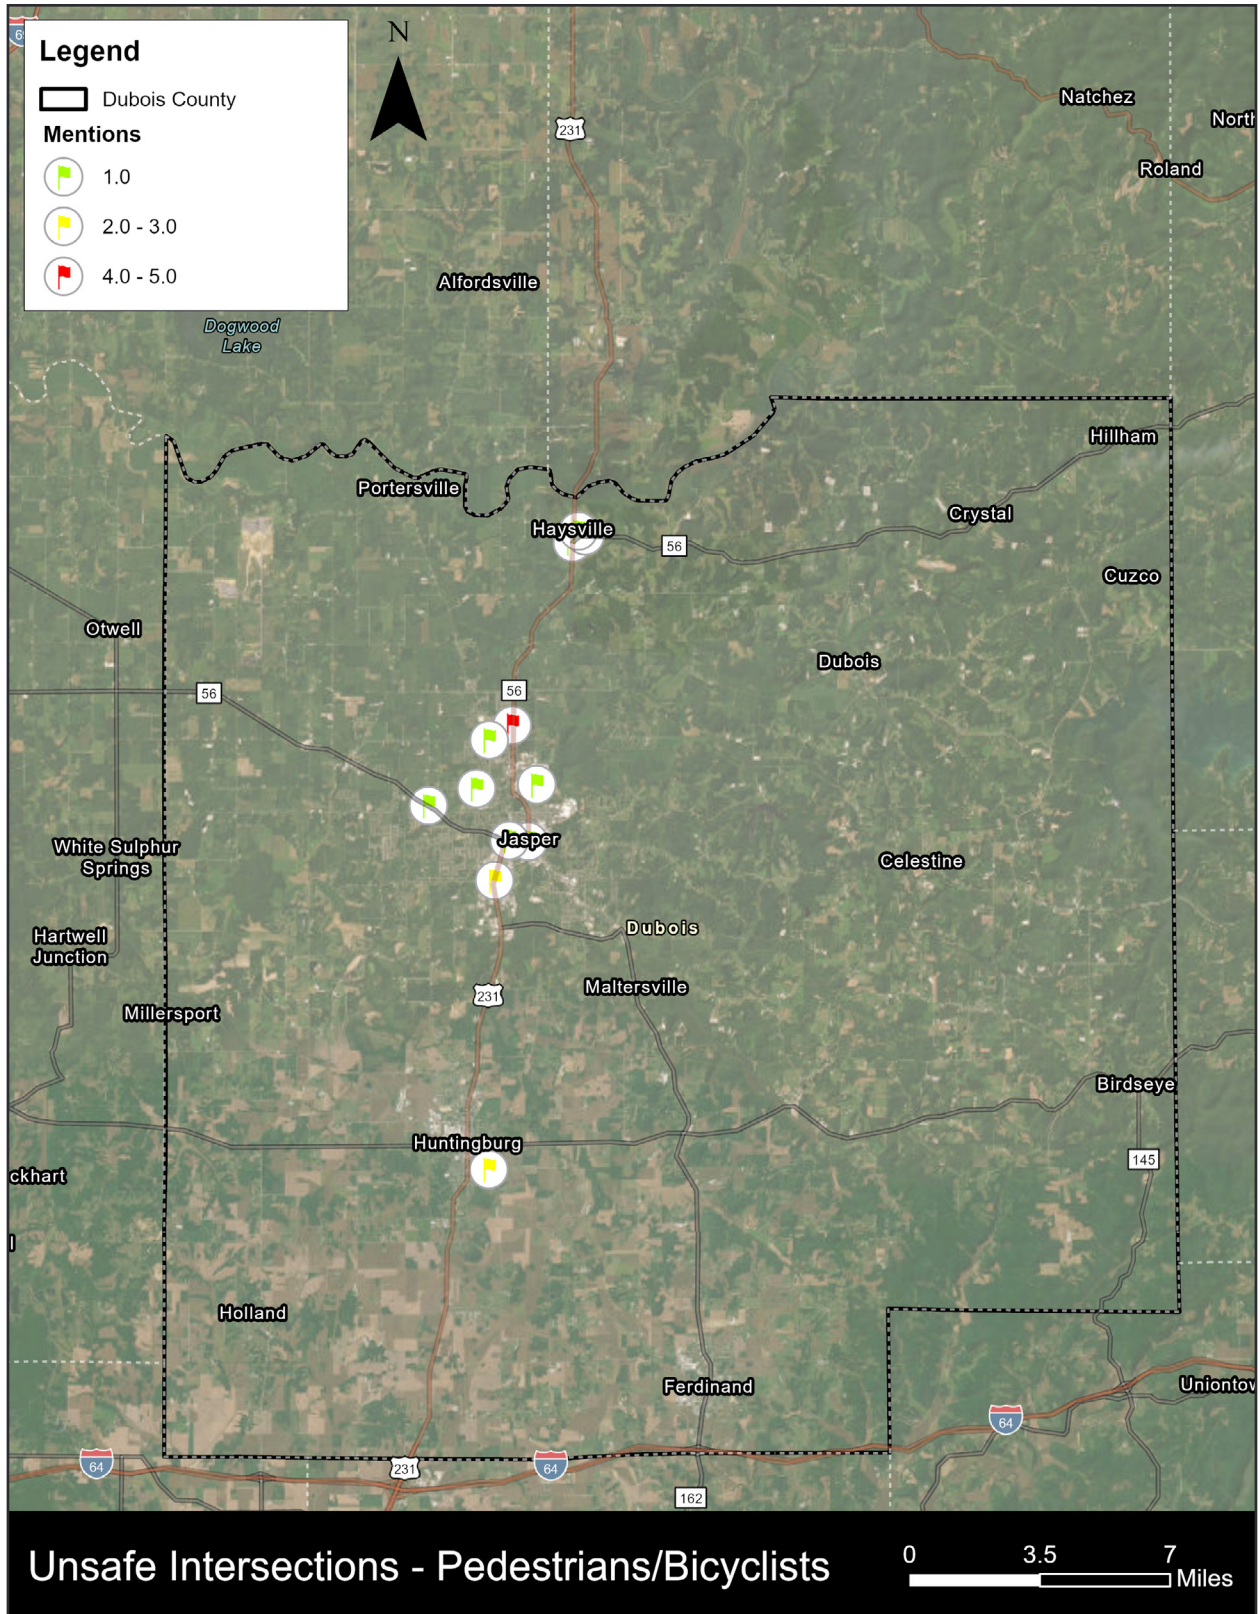 69
Legend
Dubois County
Mentions
1.0
2.0 - 3.0
4.0 - 5.0
N
231
Natchez
North
Roland
Alfordsville
Dogwood
Lake
Hillham
Portersville
Crystal
Haysville
56
Cuzco
Otwell
Dubois
56
56
Jasper
White Sulphur
Springs
Celestine
Dubois
Hartwell
Junction
Maltersville
231
Millersport
Birdseye
Huntingburg
145
ckhart
l
Holland
Ferdinand
Uniontow
64
64
231
64
162
Unsafe Intersections - Pedestrians/Bicyclists
0 3.5 7
Miles